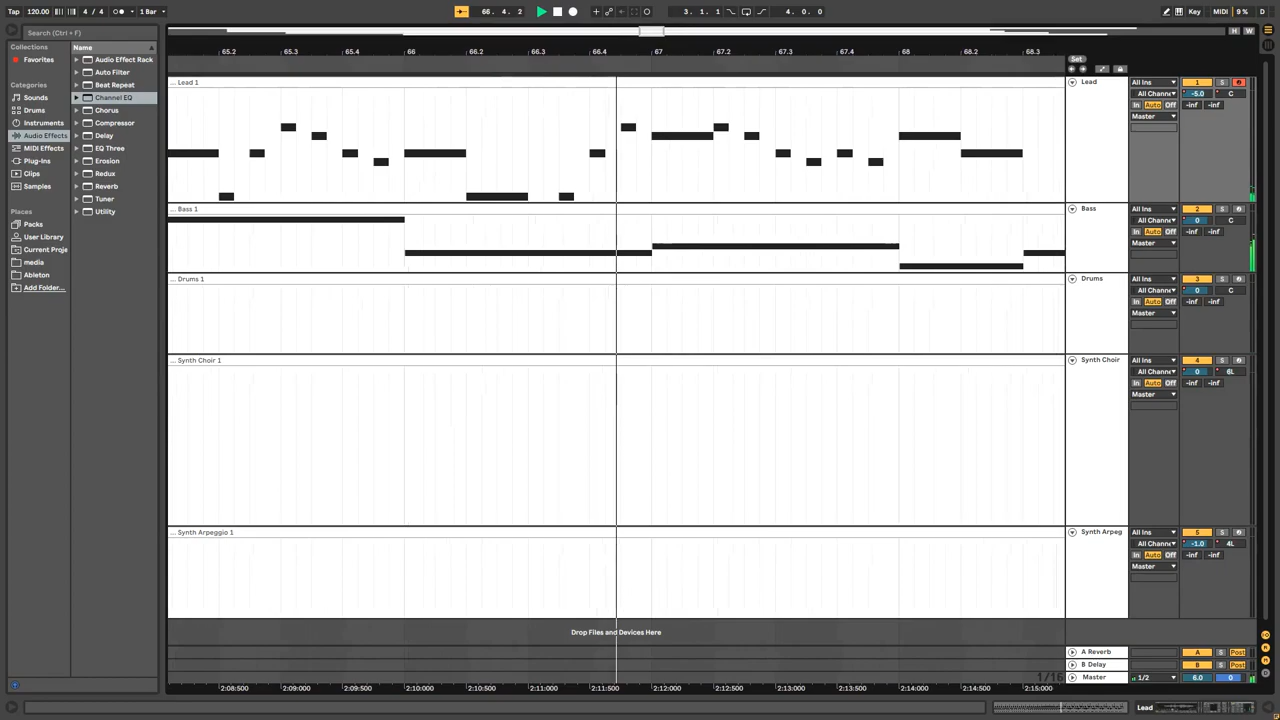 Tap 120.00 4 / 4 1 Bar 66. 4. 2 3. 1. 1 4. 0. 0 Key MIDI 9 % D
Search (Ctrl + F)
H W
Collections
Favorites
Categories
Sounds
Drums
Instruments
Audio Effects
MIDI Effects
Plug-Ins
Clips
Samples
Places
Packs
User Library
Current Proje
media
Ableton
Add Folder...
Name
Audio Effect Rack
Auto Filter
Beat Repeat
Channel EQ
Chorus
Compressor
Delay
EQ Three
Erosion
Redux
Reverb
Tuner
Utility
65.2 65.3 65.4 66 66.2 66.3 66.4 67 67.2 67.3 67.4 68 68.2 68.3
Set
... Lead 1
Lead All Ins 1 S
All Channe -5.0 C
In Auto Off -inf -inf
Master
... Bass 1
Bass All Ins 2 S
All Channe 0 C
In Auto Off -inf -inf
Master
... Drums 1
Drums All Ins 3 S
All Channe 0 C
In Auto Off -inf -inf
Master
... Synth Choir 1
Synth Choir All Ins 4 S
All Channe 0 6L
In Auto Off -inf -inf
Master
... Synth Arpeggio 1
Synth Arpeg All Ins 5 S
All Channe -1.0 4L
In Auto Off -inf -inf
Master
Drop Files and Devices Here
A Reverb A S Post
B Delay B S Post
1/16 Master 1/2 6.0 0
2:08:500 2:09:000 2:09:500 2:10:000 2:10:500 2:11:000 2:11:500 2:12:000 2:12:500 2:13:000 2:13:500 2:14:000 2:14:500 2:15:000
Lead